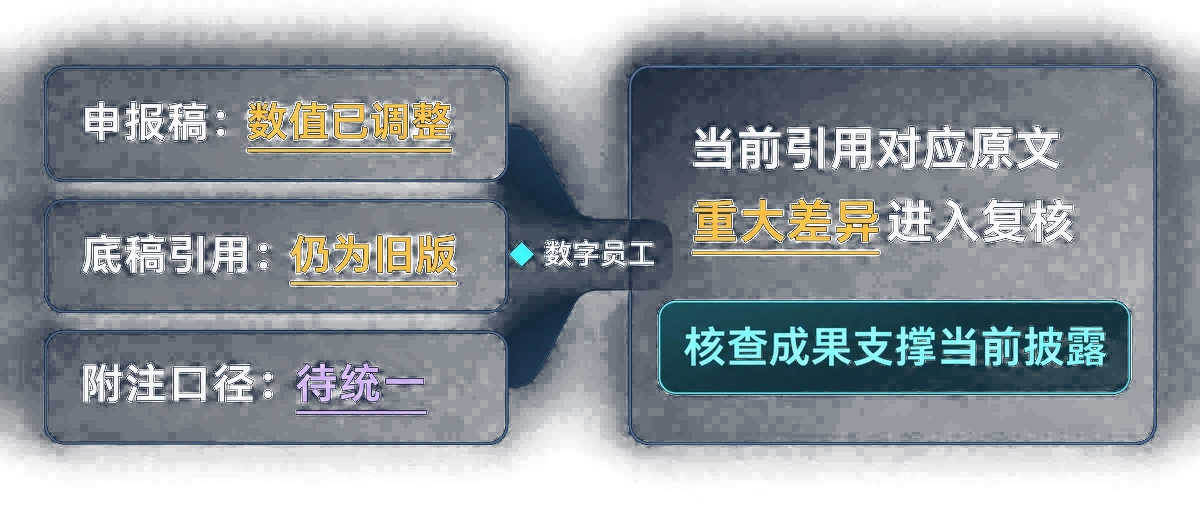 申报稿：数值已调整
底稿引用：仍为旧版
附注口径：待统一
数字员工
当前引用对应原文
重大差异进入复核
核查成果支撑当前披露